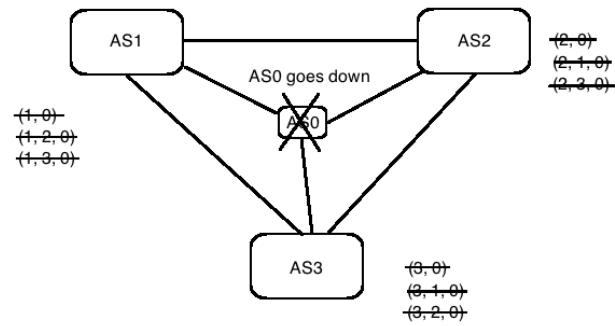 AS1
AS2
AS0 goes down
AS0
AS3
(1, 0)
(1, 2, 0)
(1, 3, 0)
(2, 0)
(2, 1, 0)
(2, 3, 0)
(3, 0)
(3, 1, 0)
(3, 2, 0)